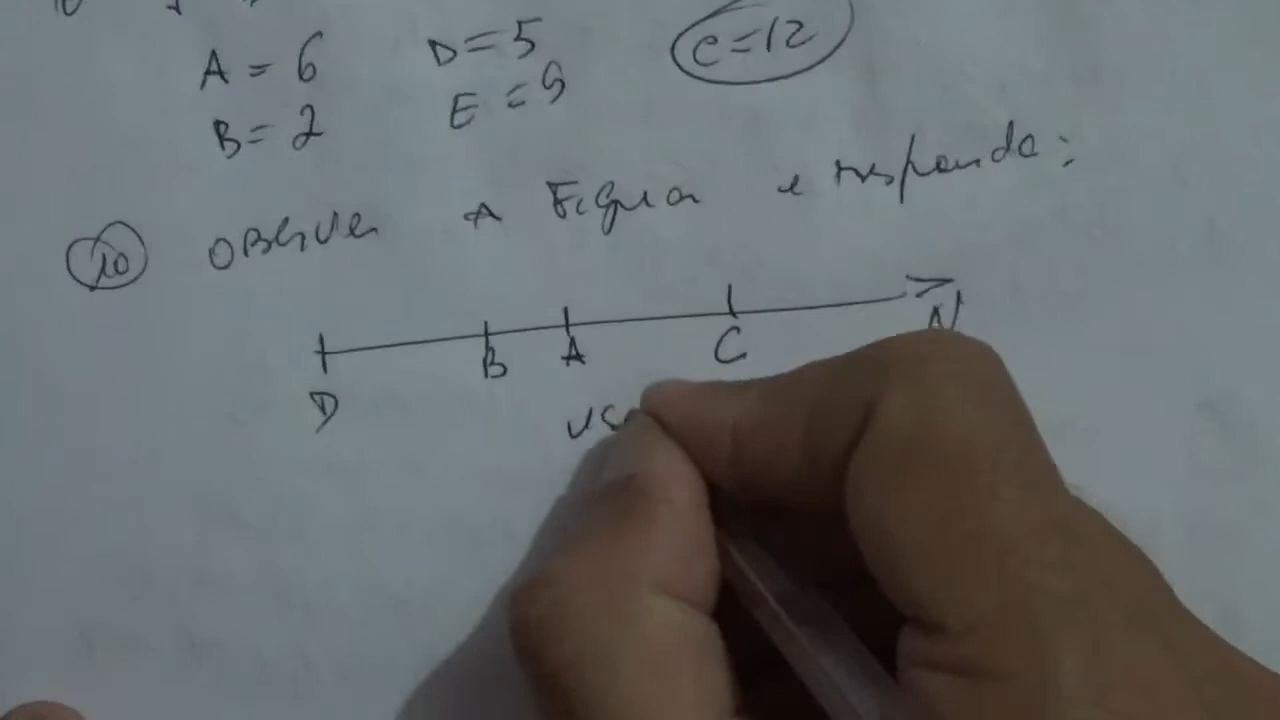 A = 6 D = 5 C = 12
B = 2 E = 9
10 OBSERVE A FIGURA e responda:
D B A C N